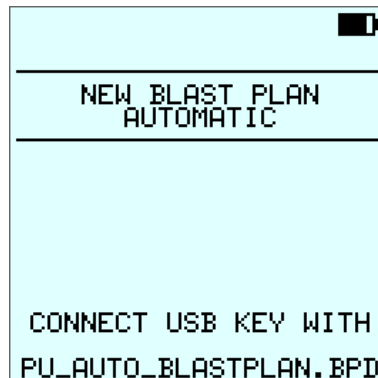 NEW BLAST PLAN
AUTOMATIC
CONNECT USB KEY WITH
PU_AUTO_BLASTPLAN.BPD